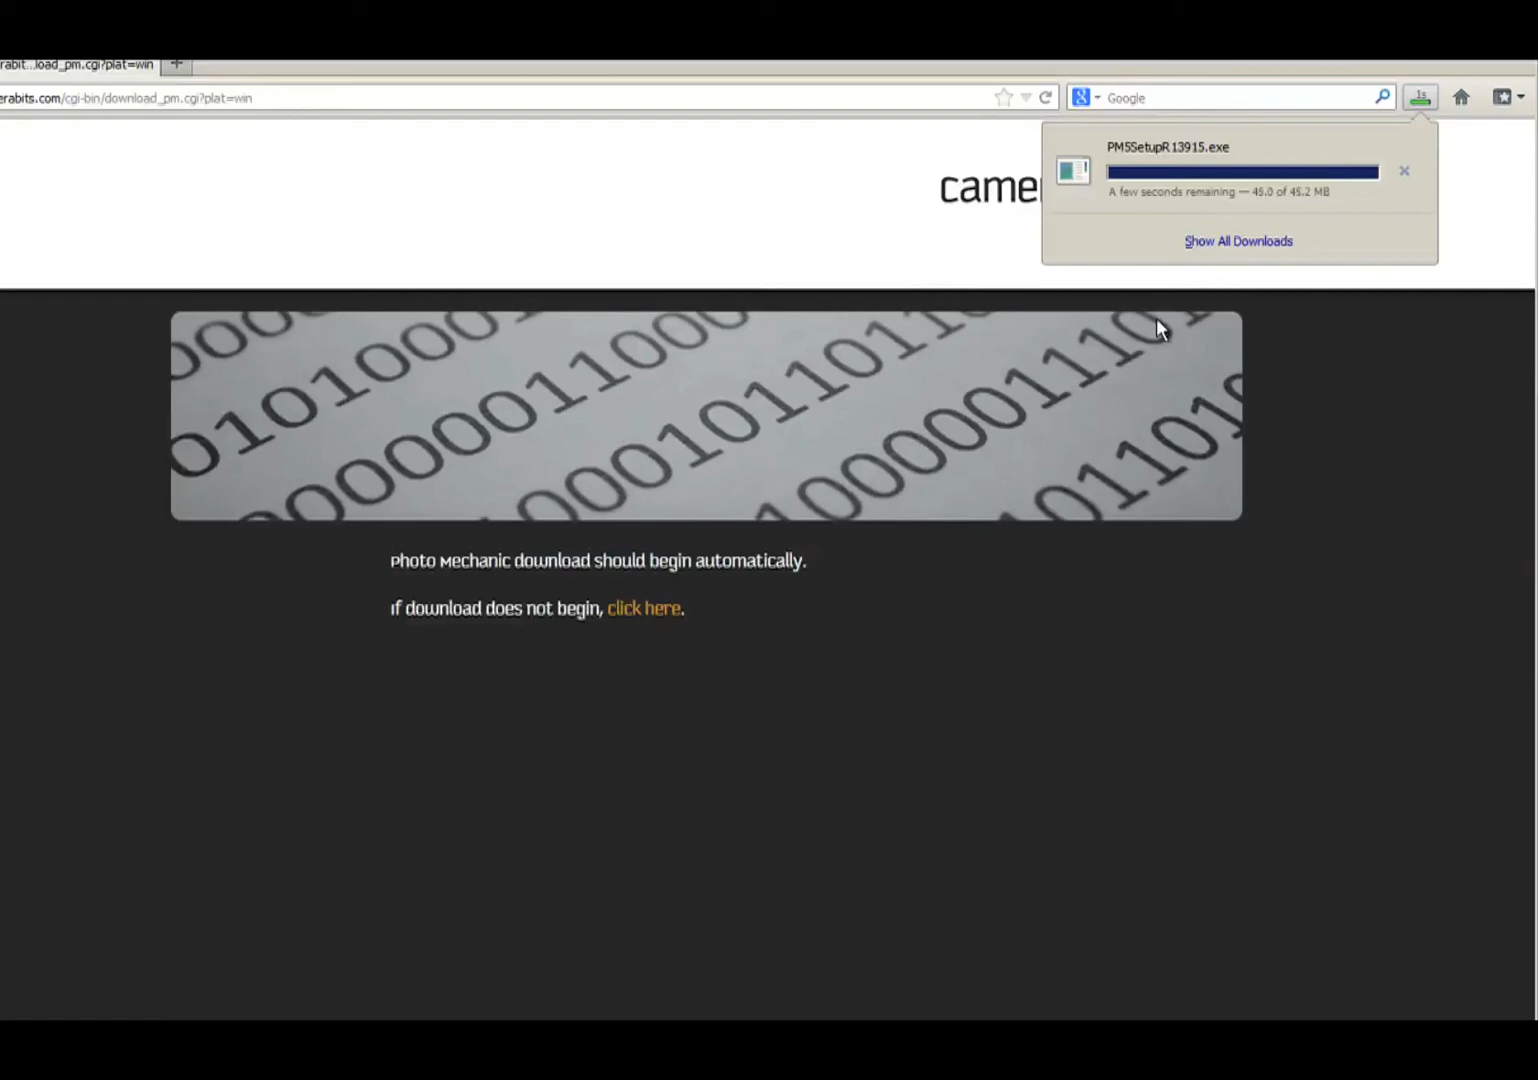 rabit...load_pm.cgi?plat=win
erabits.com/cgi-bin/download_pm.cgi?plat=win
Google
1s
PM5SetupR13915.exe
A few seconds remaining — 45.0 of 45.2 MB
Show All Downloads
came
Photo Mechanic download should begin automatically.
If download does not begin, click here.